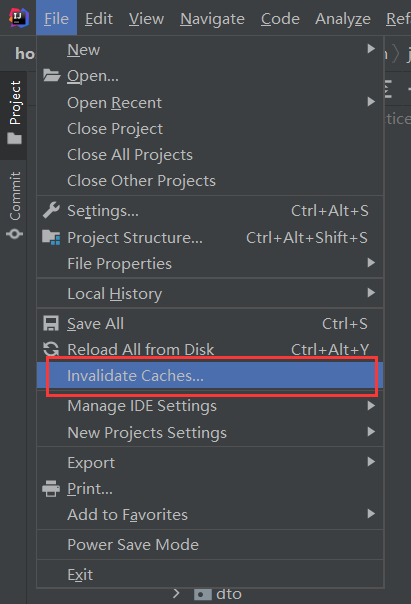 IJ File Edit View Navigate Code Analyze Ref
ho
New
Open...
Open Recent
Close Project
Close All Projects
Close Other Projects
Settings... Ctrl+Alt+S
Project Structure... Ctrl+Alt+Shift+S
File Properties
Local History
Save All Ctrl+S
Reload All from Disk Ctrl+Alt+Y
Invalidate Caches...
Manage IDE Settings
New Projects Settings
Export
Print...
Add to Favorites
Power Save Mode
Exit
Project
Commit
tice
dto